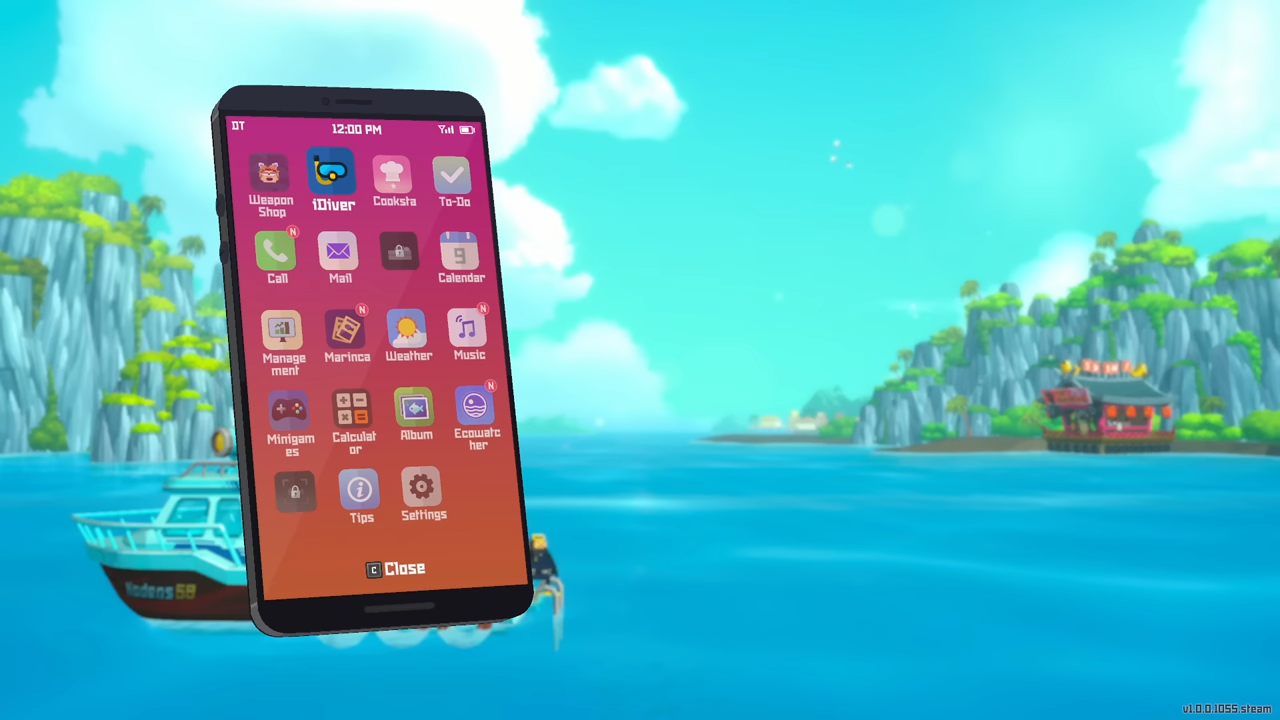 DT
12:00 PM
Weapon
Shop
iDiver
Cooksta
To-Do
N
Call
Mail
9
Calendar
Manage
ment
N
Marinca
Weather
N
Music
Minigam
es
Calculat
or
Album
N
Ecowatc
her
Tips
Settings
C Close
v1.0.0.1055.steam